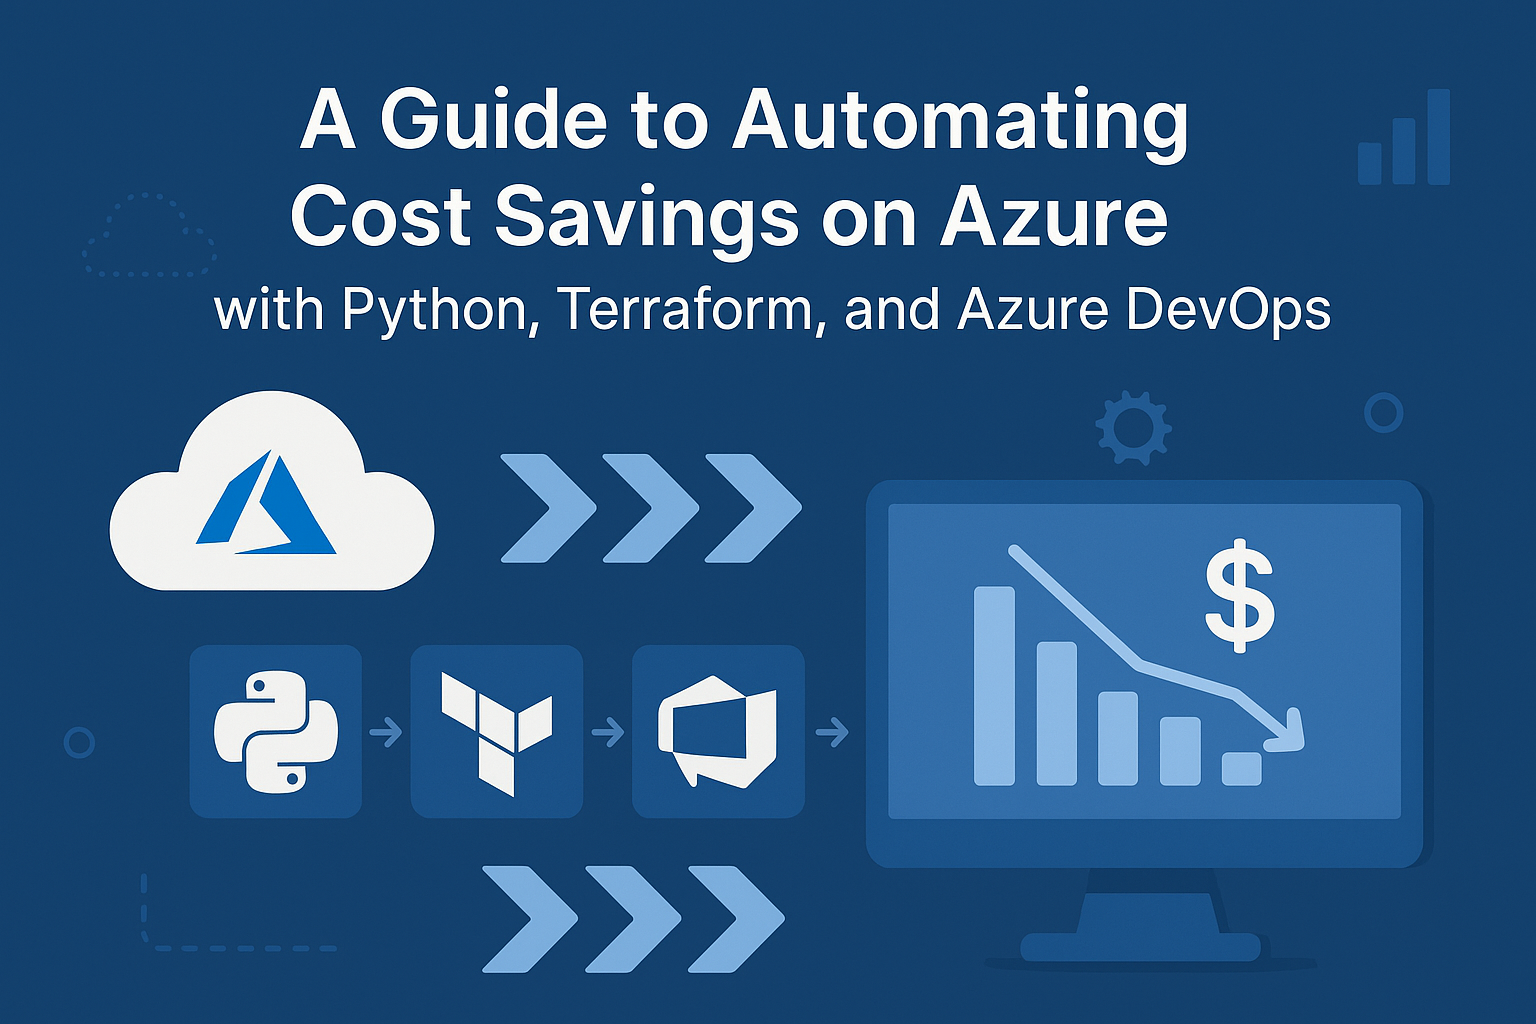 A Guide to Automating
Cost Savings on Azure
with Python, Terraform, and Azure DevOps
$